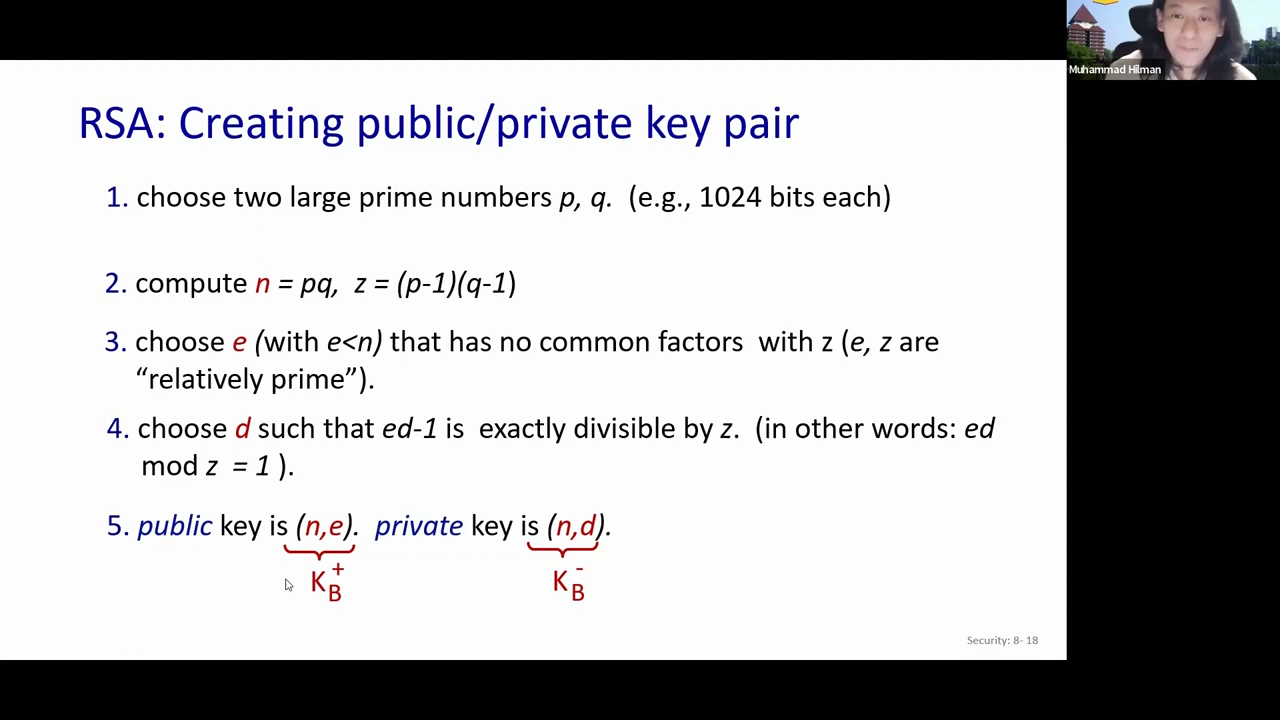 Muhammad Hilman
RSA: Creating public/private key pair
1. choose two large prime numbers p, q. (e.g., 1024 bits each)
2. compute n = pq, z = (p-1)(q-1)
3. choose e (with e<n) that has no common factors with z (e, z are
“relatively prime”).
4. choose d such that ed-1 is exactly divisible by z. (in other words: ed
mod z = 1 ).
5. public key is (n,e). private key is (n,d).
K_B^+ K_B^-
Security: 8- 18